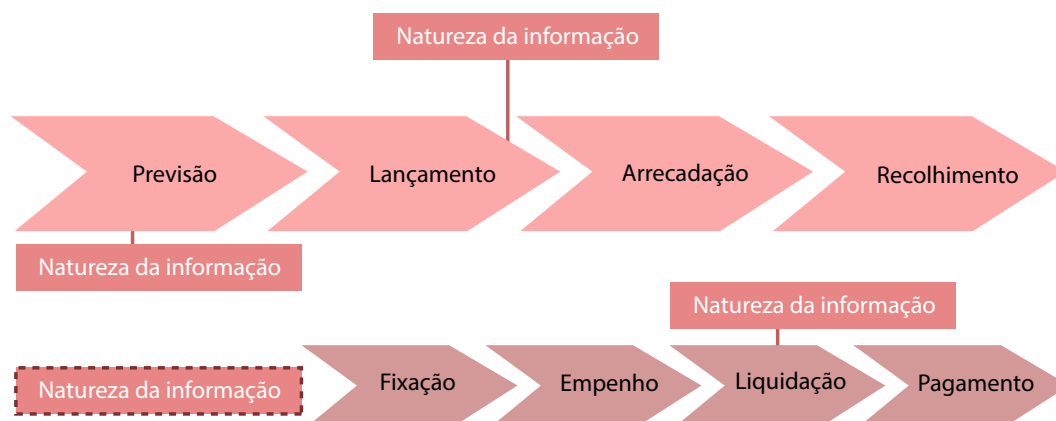 Natureza da informação
Previsão
Lançamento
Arrecadação
Recolhimento
Natureza da informação
Natureza da informação
Natureza da informação
Fixação
Empenho
Liquidação
Pagamento